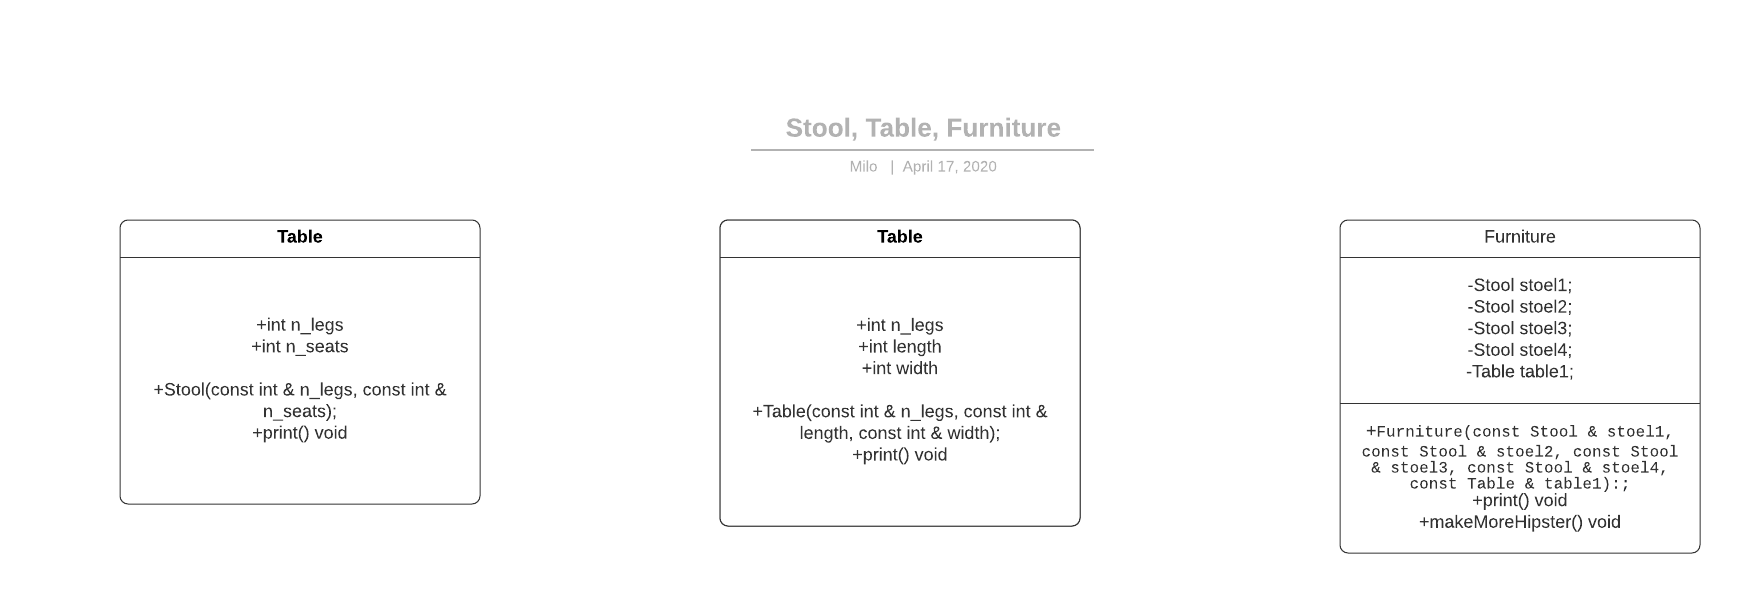 Stool, Table, Furniture
Milo | April 17, 2020
Table
+int n_legs
+int n_seats
+Stool(const int & n_legs, const int &
n_seats);
+print() void
Table
+int n_legs
+int length
+int width
+Table(const int & n_legs, const int &
length, const int & width);
+print() void
Furniture
-Stool stoel1;
-Stool stoel2;
-Stool stoel3;
-Stool stoel4;
-Table table1;
+Furniture(const Stool & stoel1,
const Stool & stoel2, const Stool
& stoel3, const Stool & stoel4,
const Table & table1):;
+print() void
+makeMoreHipster() void